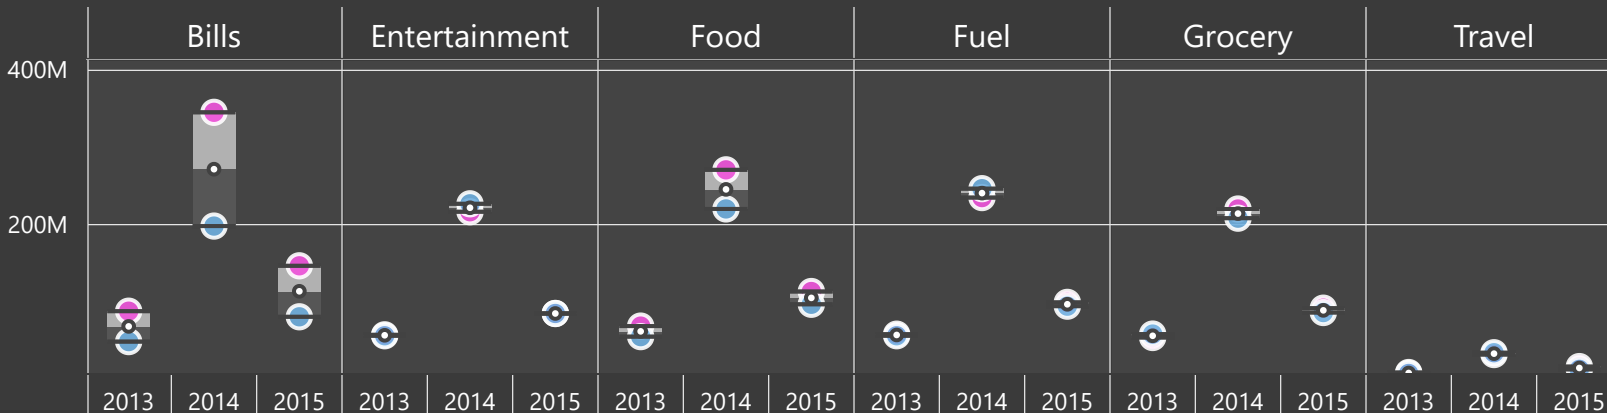 Bills Entertainment Food Fuel Grocery Travel
400M
200M
2013 2014 2015 2013 2014 2015 2013 2014 2015 2013 2014 2015 2013 2014 2015 2013 2014 2015